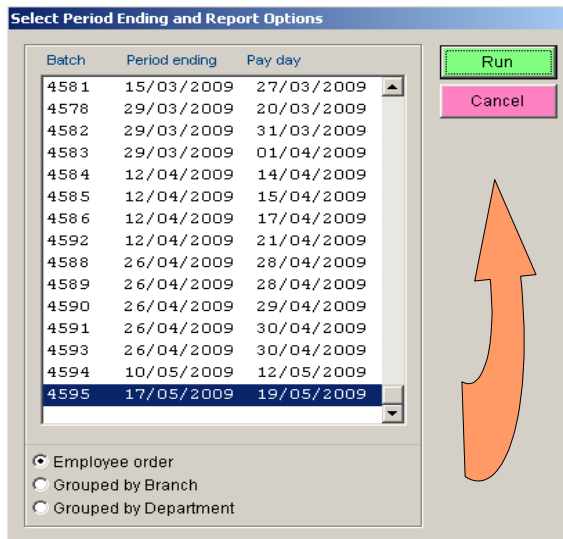 Select Period Ending and Report Options
Batch Period ending Pay day
4581 15/03/2009 27/03/2009
4578 29/03/2009 20/03/2009
4582 29/03/2009 31/03/2009
4583 29/03/2009 01/04/2009
4584 12/04/2009 14/04/2009
4585 12/04/2009 15/04/2009
4586 12/04/2009 17/04/2009
4592 12/04/2009 21/04/2009
4588 26/04/2009 28/04/2009
4589 26/04/2009 28/04/2009
4590 26/04/2009 29/04/2009
4591 26/04/2009 30/04/2009
4593 26/04/2009 30/04/2009
4594 10/05/2009 12/05/2009
4595 17/05/2009 19/05/2009
Employee order
Grouped by Branch
Grouped by Department
Run
Cancel